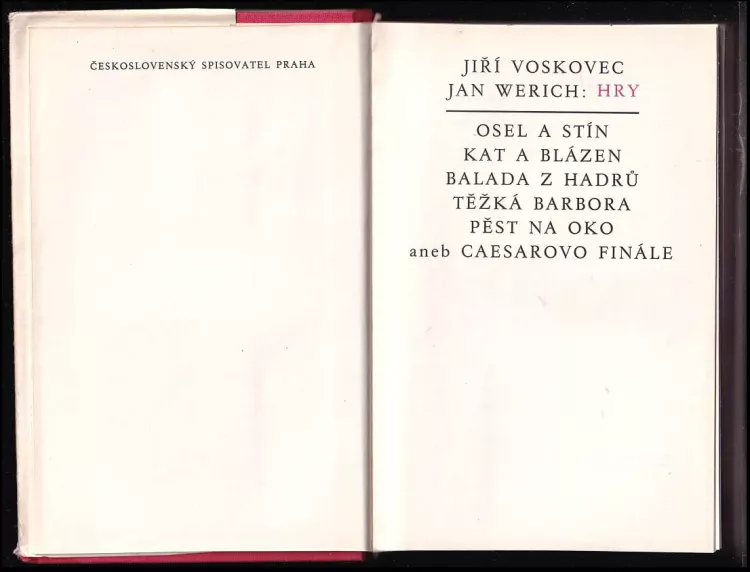 ČESKOSLOVENSKÝ SPISOVATEL PRAHA
JIŘÍ VOSKOVEC
JAN WERICH: HRY
OSEL A STÍN
KAT A BLÁZEN
BALADA Z HADRŮ
TĚŽKÁ BARBORA
PĚST NA OKO
aneb CAESAROVO FINÁLE